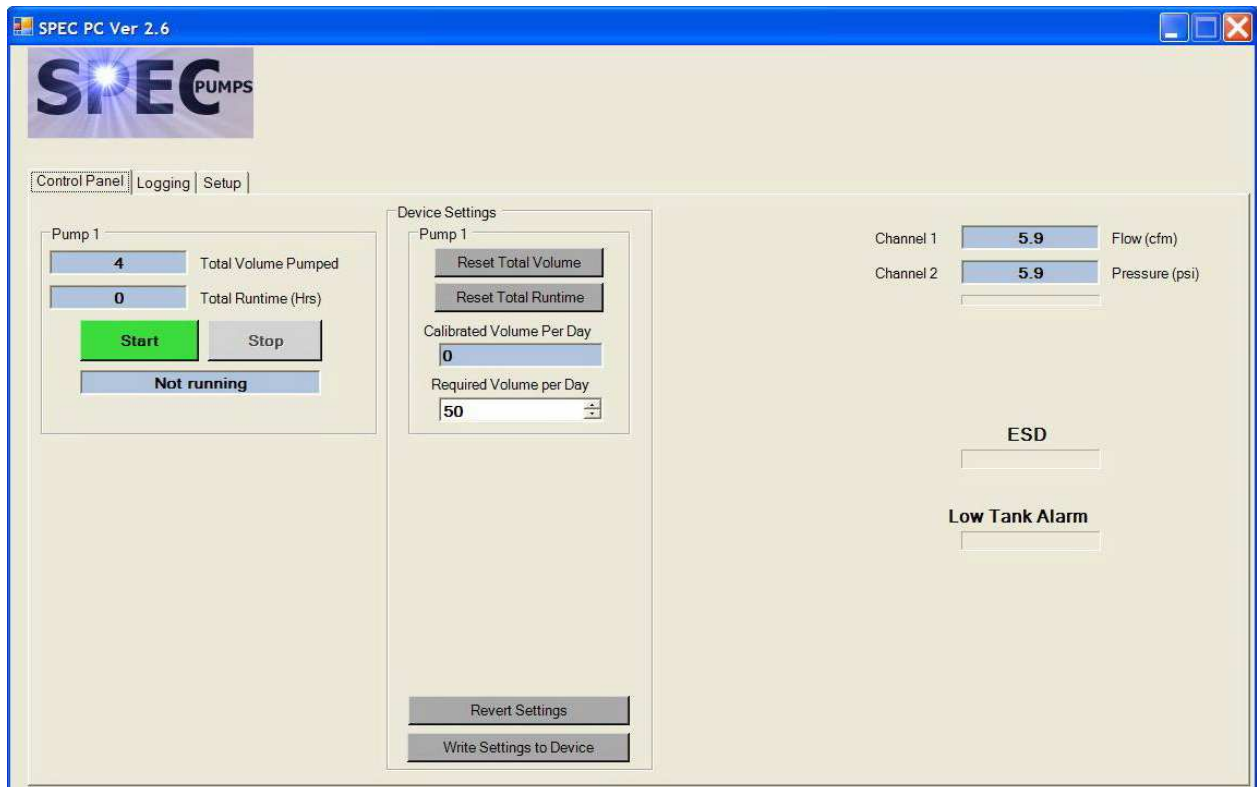 SPEC PC Ver 2.6
SPEC PUMPS
Control Panel Logging Setup
Pump 1
4 Total Volume Pumped
0 Total Runtime (Hrs)
Start Stop
Not running
Device Settings
Pump 1
Reset Total Volume
Reset Total Runtime
Calibrated Volume Per Day
0
Required Volume per Day
50
Revert Settings
Write Settings to Device
Channel 1 5.9 Flow (cfm)
Channel 2 5.9 Pressure (psi)
ESD
Low Tank Alarm